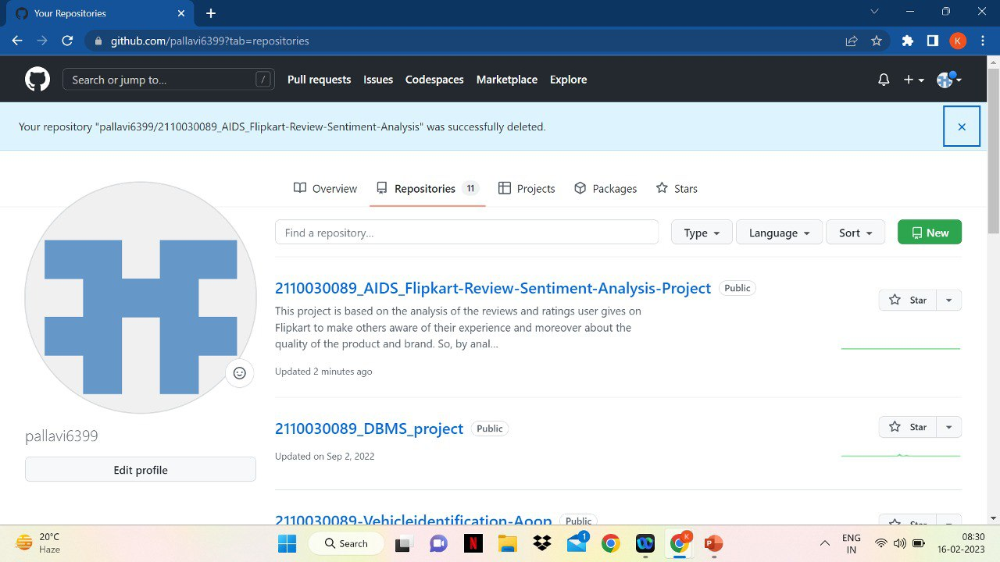 Your Repositories
github.com/pallavi6399?tab=repositories
K
Search or jump to... /
Pull requests Issues Codespaces Marketplace Explore
Your repository "pallavi6399/2110030089_AIDS_Flipkart-Review-Sentiment-Analysis" was successfully deleted.
Overview Repositories 11 Projects Packages Stars
Find a repository...
Type Language Sort New
2110030089_AIDS_Flipkart-Review-Sentiment-Analysis-Project Public
Star
This project is based on the analysis of the reviews and ratings user gives on
Flipkart to make others aware of their experience and moreover about the
quality of the product and brand. So, by anal...
Updated 2 minutes ago
2110030089_DBMS_project Public
Star
Updated on Sep 2, 2022
2110030089-Vehicleidentification-Aoop Public
Star
pallavi6399
Edit profile
20°C
Haze
Search
N
1
K
P
ENG
IN
08:30
16-02-2023